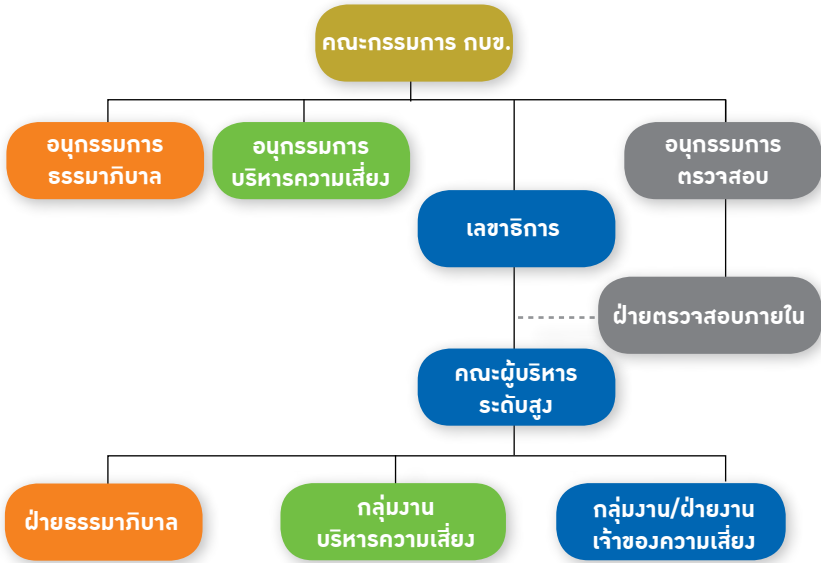 คณะกรรมการ กบข.
อนุกรรมการ
ธรรมาภิบาล
อนุกรรมการ
บริหารความเสี่ยง
อนุกรรมการ
ตรวจสอบ
เลขาธิการ
ฝ่ายตรวจสอบภายใน
คณะผู้บริหาร
ระดับสูง
ฝ่ายธรรมาภิบาล
กลุ่มงาน
บริหารความเสี่ยง
กลุ่มงาน/ฝ่ายงาน
เจ้าของความเสี่ยง